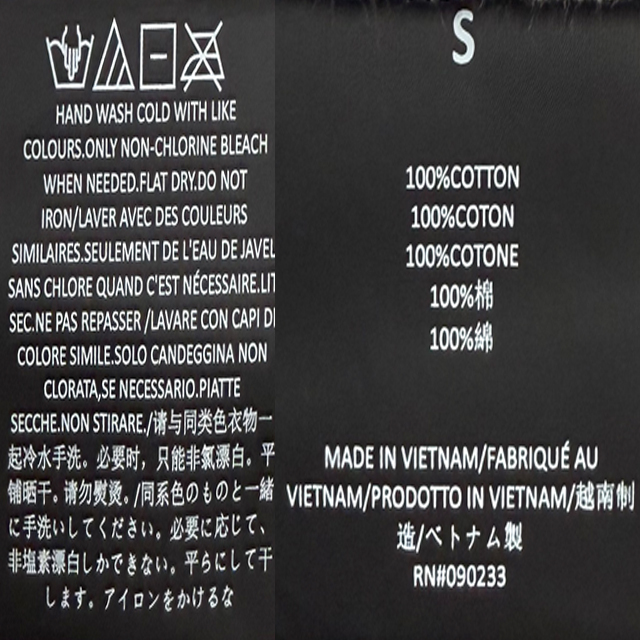 HAND WASH COLD WITH LIKE
COLOURS.ONLY NON-CHLORINE BLEACH
WHEN NEEDED.FLAT DRY.DO NOT
IRON/LAVER AVEC DES COULEURS
SIMILAIRES.SEULEMENT DE L'EAU DE JAVEL
SANS CHLORE QUAND C'EST NÉCESSAIRE.LIT
SEC.NE PAS REPASSER /LAVARE CON CAPI DI
COLORE SIMILE.SOLO CANDEGGINA NON
CLORATA,SE NECESSARIO.PIATTE
SECCHE.NON STIRARE./请与同类色衣物一
起冷水手洗。必要时，只能非氯漂白。平
铺晒干。请勿熨烫。/同系色のものと一緒
に手洗いしてください。必要に応じて、
非塩素漂白しかできない。平らにして干
します。アイロンをかけるな
S
100%COTTON
100%COTON
100%COTONE
100%棉
100%綿
MADE IN VIETNAM/FABRIQUÉ AU
VIETNAM/PRODOTTO IN VIETNAM/越南制
造/ベトナム製
RN#090233